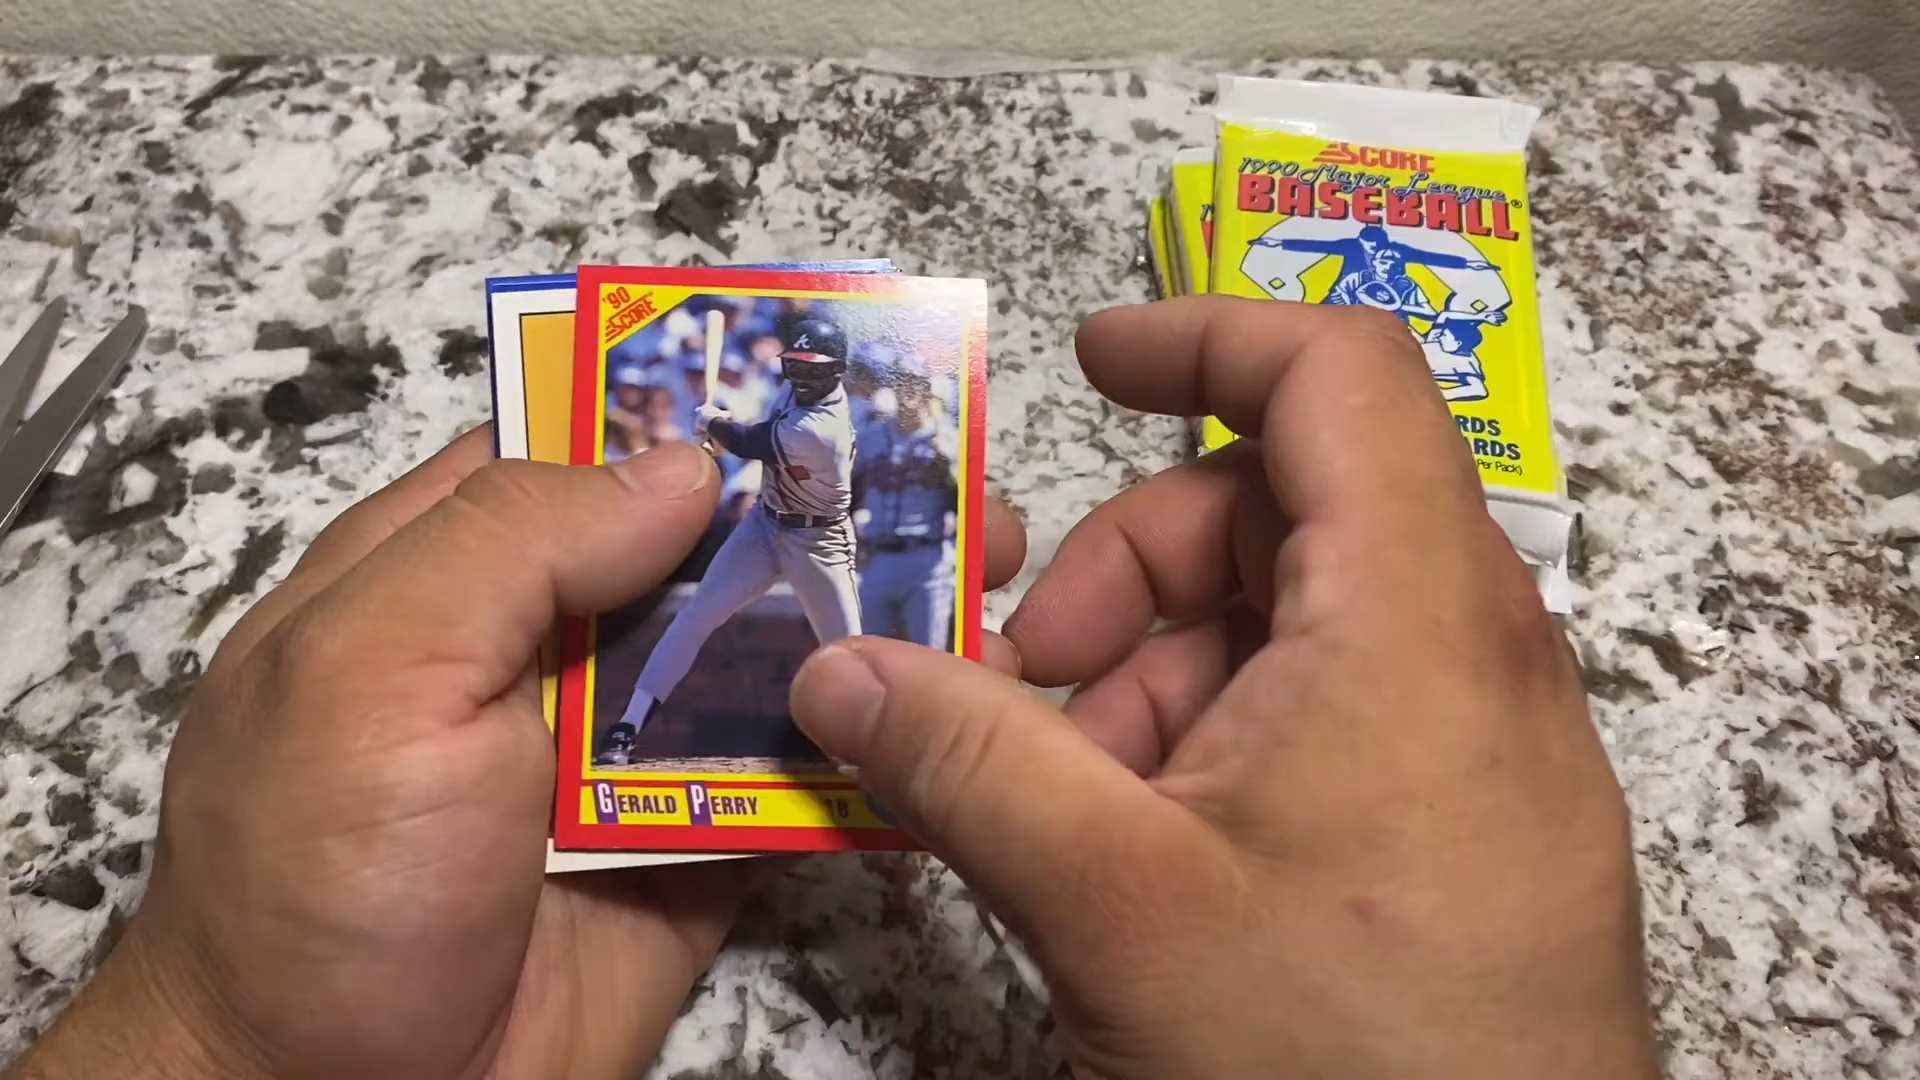 '90
SCORE
GERALD PERRY 1B
SCORE
1990 Major League
BASEBALL®
RDS
ARDS
Per Pack)